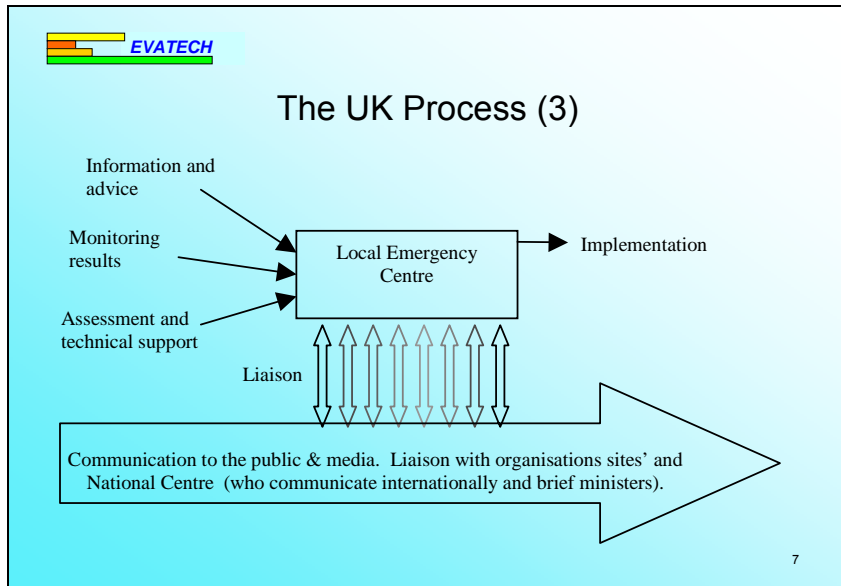 EVATECH
The UK Process (3)
Information and
advice
Monitoring
results
Assessment and
technical support
Local Emergency
Centre
Implementation
Liaison
Communication to the public & media. Liaison with organisations sites' and
National Centre (who communicate internationally and brief ministers).
7